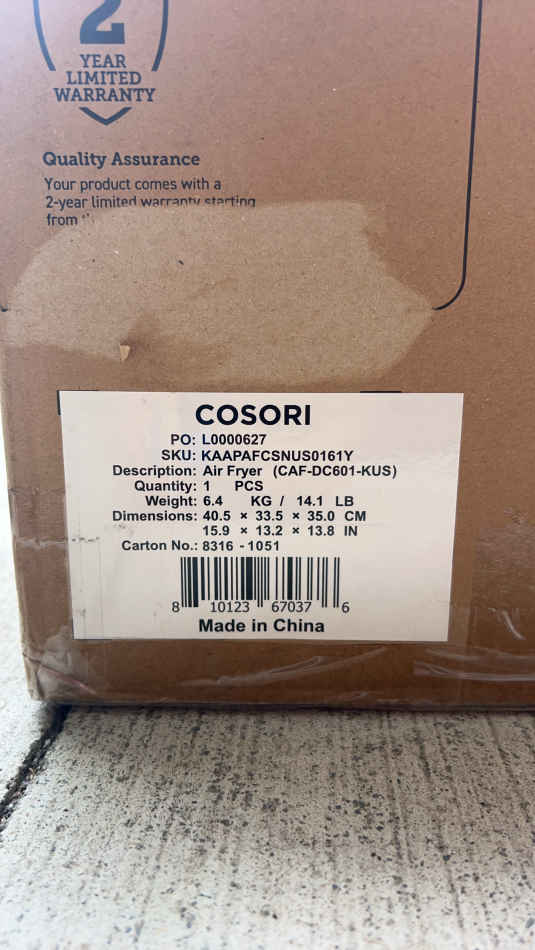 2
YEAR
LIMITED
WARRANTY
Quality Assurance
Your product comes with a
2-year limited warranty starting
from
COSORI
PO: L0000627
SKU: KAAPAFCSNUS0161Y
Description: Air Fryer (CAF-DC601-KUS)
Quantity: 1 PCS
Weight: 6.4 KG / 14.1 LB
Dimensions: 40.5 × 33.5 × 35.0 CM
15.9 × 13.2 × 13.8 IN
Carton No.: 8316 - 1051
8 10123 67037 6
Made in China